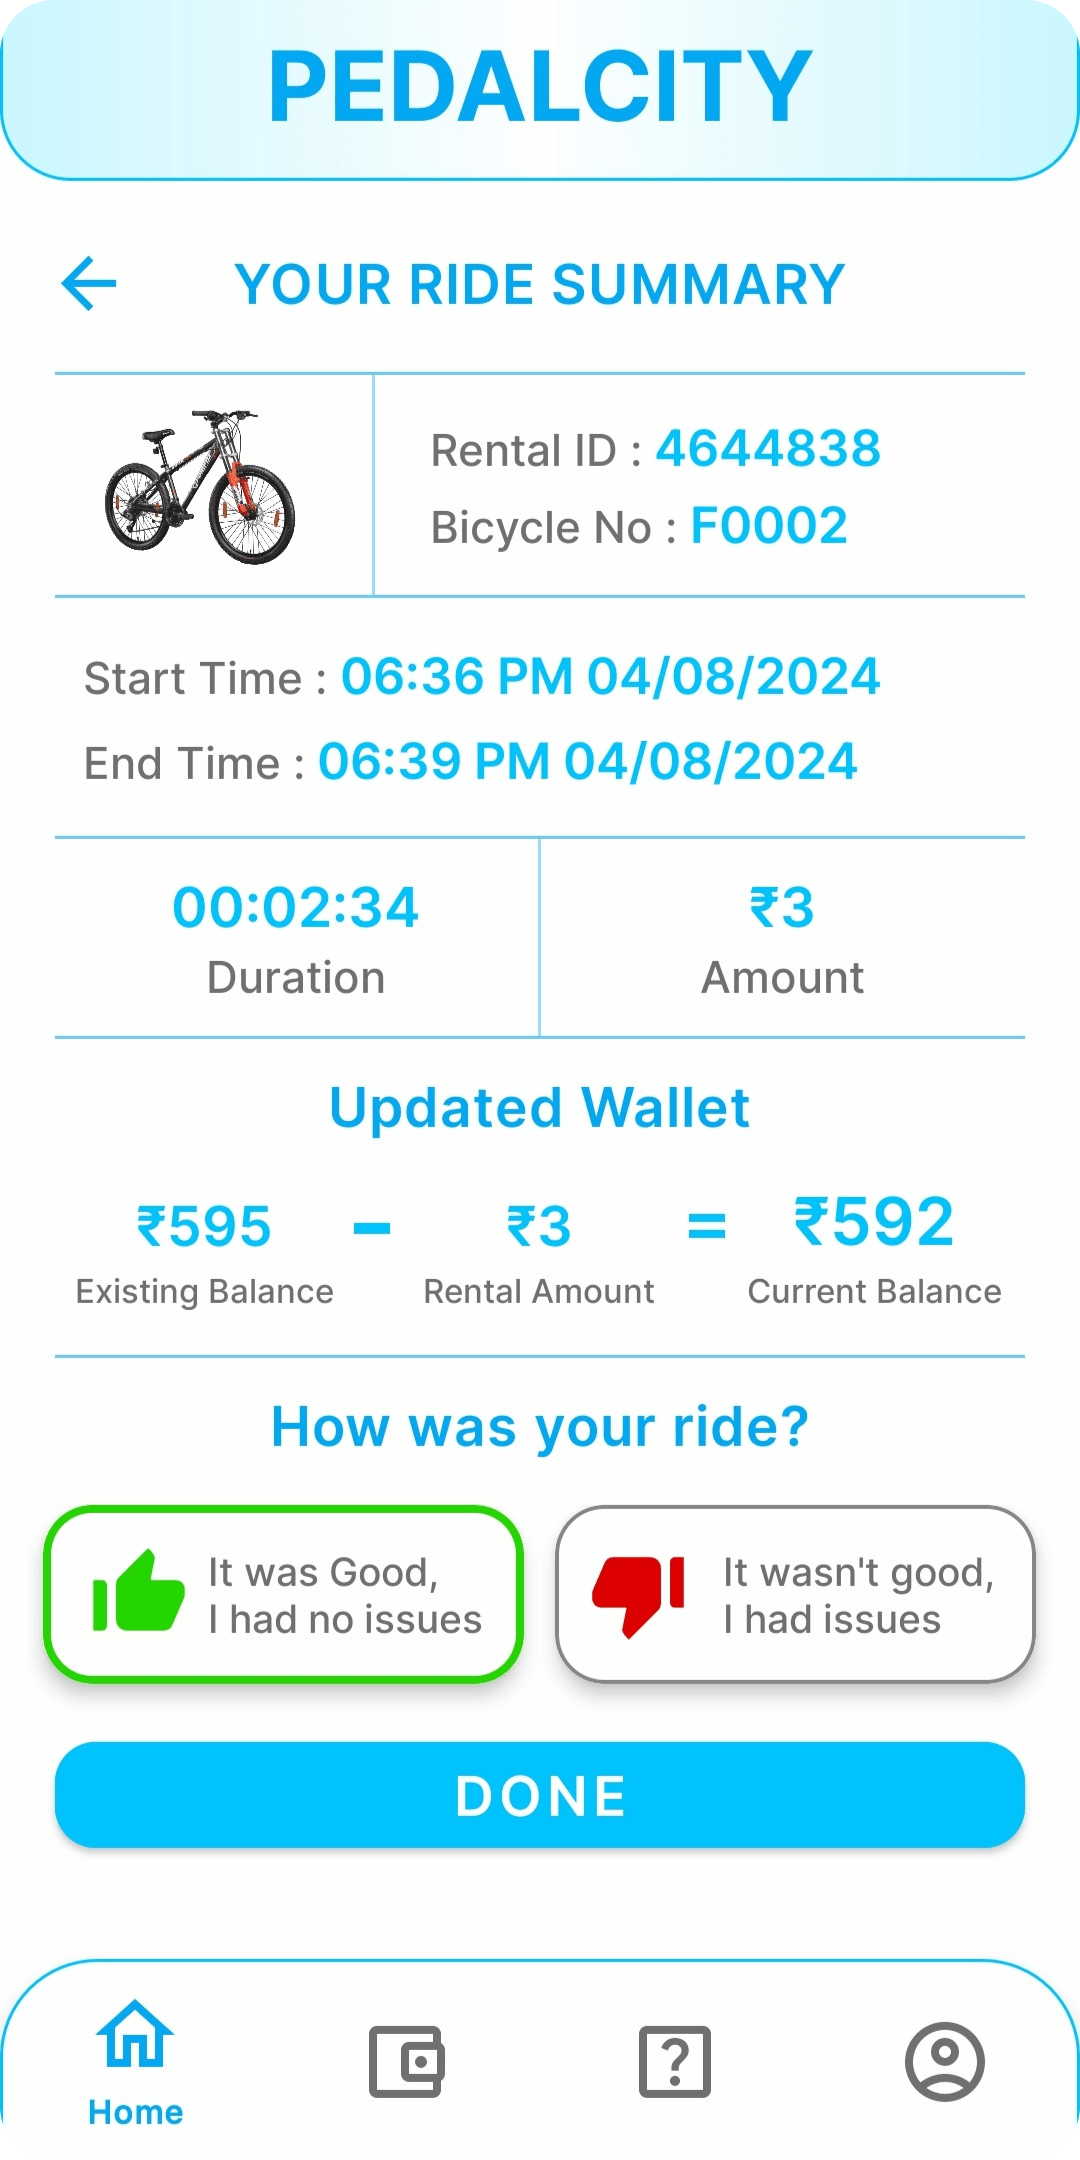 PEDALCITY
YOUR RIDE SUMMARY
Rental ID : 4644838
Bicycle No : F0002
Start Time : 06:36 PM 04/08/2024
End Time : 06:39 PM 04/08/2024
00:02:34 ₹3
Duration Amount
Updated Wallet
₹595 - ₹3 = ₹592
Existing Balance Rental Amount Current Balance
How was your ride?
It was Good,
I had no issues
It wasn't good,
I had issues
DONE
Home